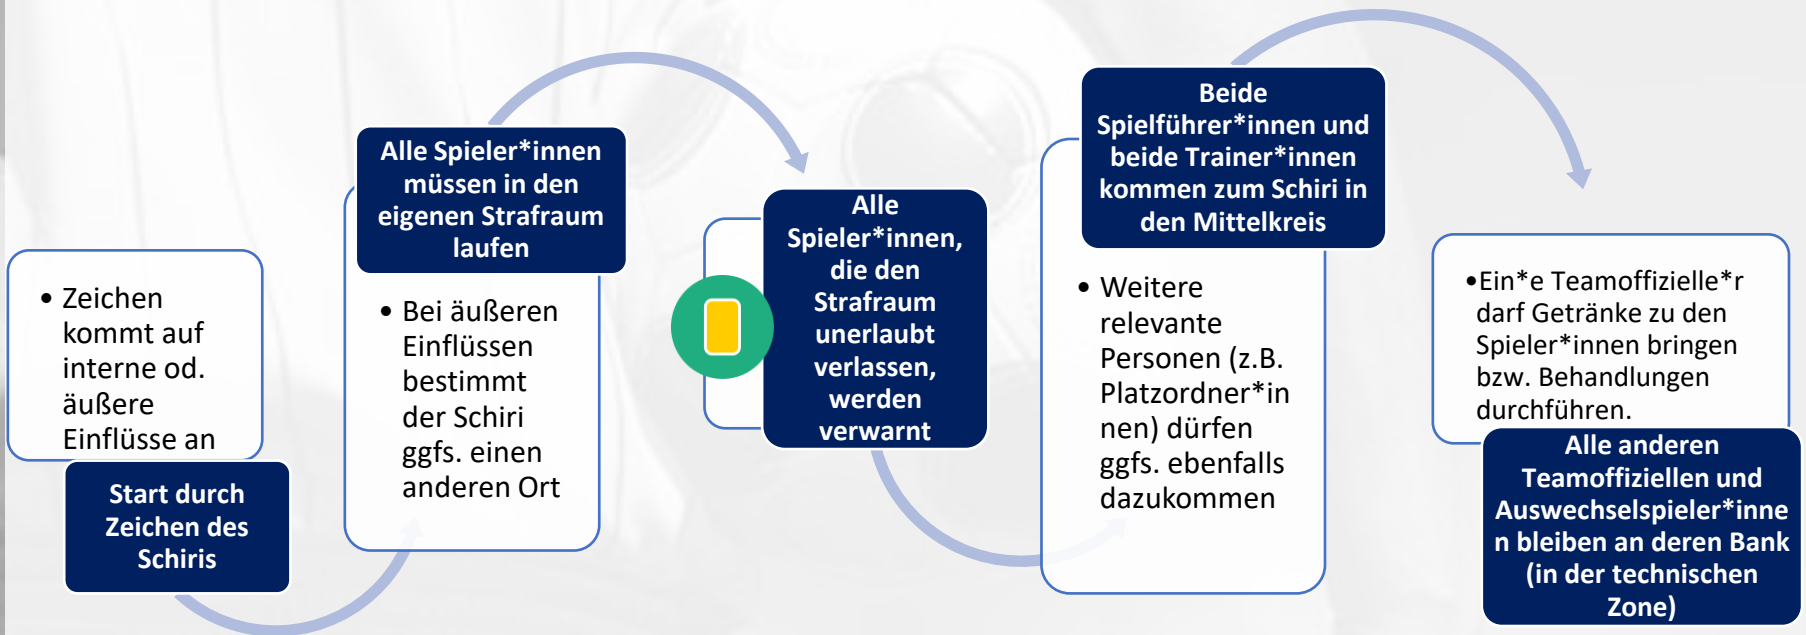 • Zeichen
kommt auf
interne od.
äußere
Einflüsse an
Start durch
Zeichen des
Schiris
Alle Spieler*innen
müssen in den
eigenen Strafraum
laufen
• Bei äußeren
Einflüssen
bestimmt
der Schiri
ggfs. einen
anderen Ort
Alle
Spieler*innen,
die den
Strafraum
unerlaubt
verlassen,
werden
verwarnt
Beide
Spielführer*innen und
beide Trainer*innen
kommen zum Schiri in
den Mittelkreis
• Weitere
relevante
Personen (z.B.
Platzordner*in
nen) dürfen
ggfs. ebenfalls
dazukommen
•Ein*e Teamoffizielle*r
darf Getränke zu den
Spieler*innen bringen
bzw. Behandlungen
durchführen.
Alle anderen
Teamoffiziellen und
Auswechselspieler*inne
n bleiben an deren Bank
(in der technischen
Zone)